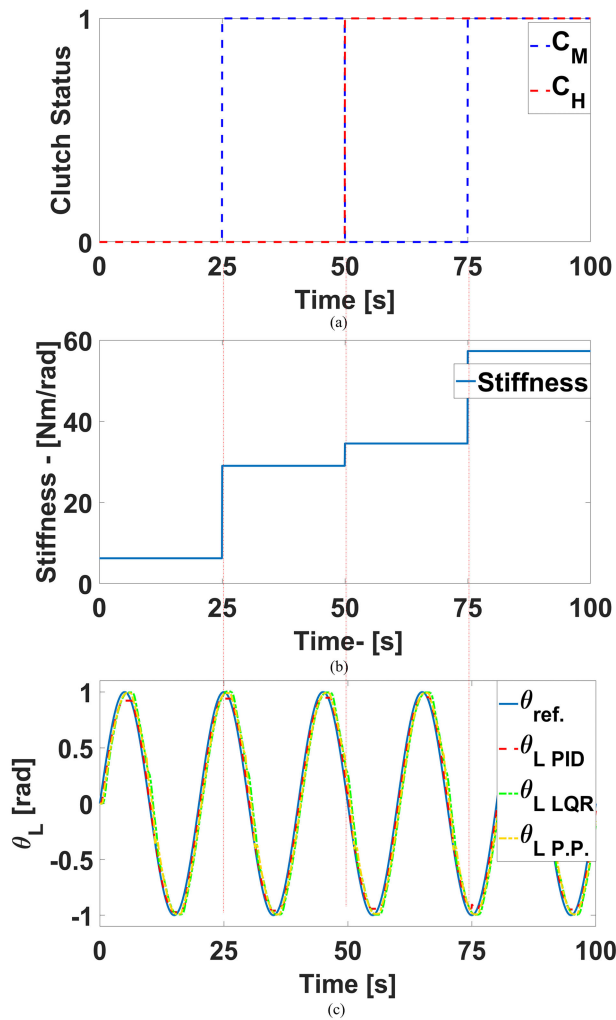 1
Clutch Status
C_M
C_H
0
0 25 50 75 100
Time [s]
(a)
60
40
20
0
Stiffness - [Nm/rad]
Stiffness
0 25 50 75 100
Time- [s]
(b)
1
0.5
0
-0.5
-1
θ_L [rad]
θ_ref.
θ_L PID
θ_L LQR
θ_L P.P.
0 25 50 75 100
Time [s]
(c)